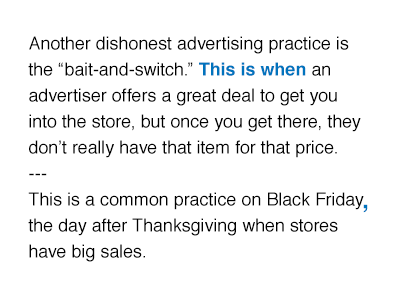 Another dishonest advertising practice is
the “bait-and-switch.” This is when an
advertiser offers a great deal to get you
into the store, but once you get there, they
don’t really have that item for that price.
---
This is a common practice on Black Friday,
the day after Thanksgiving when stores
have big sales.